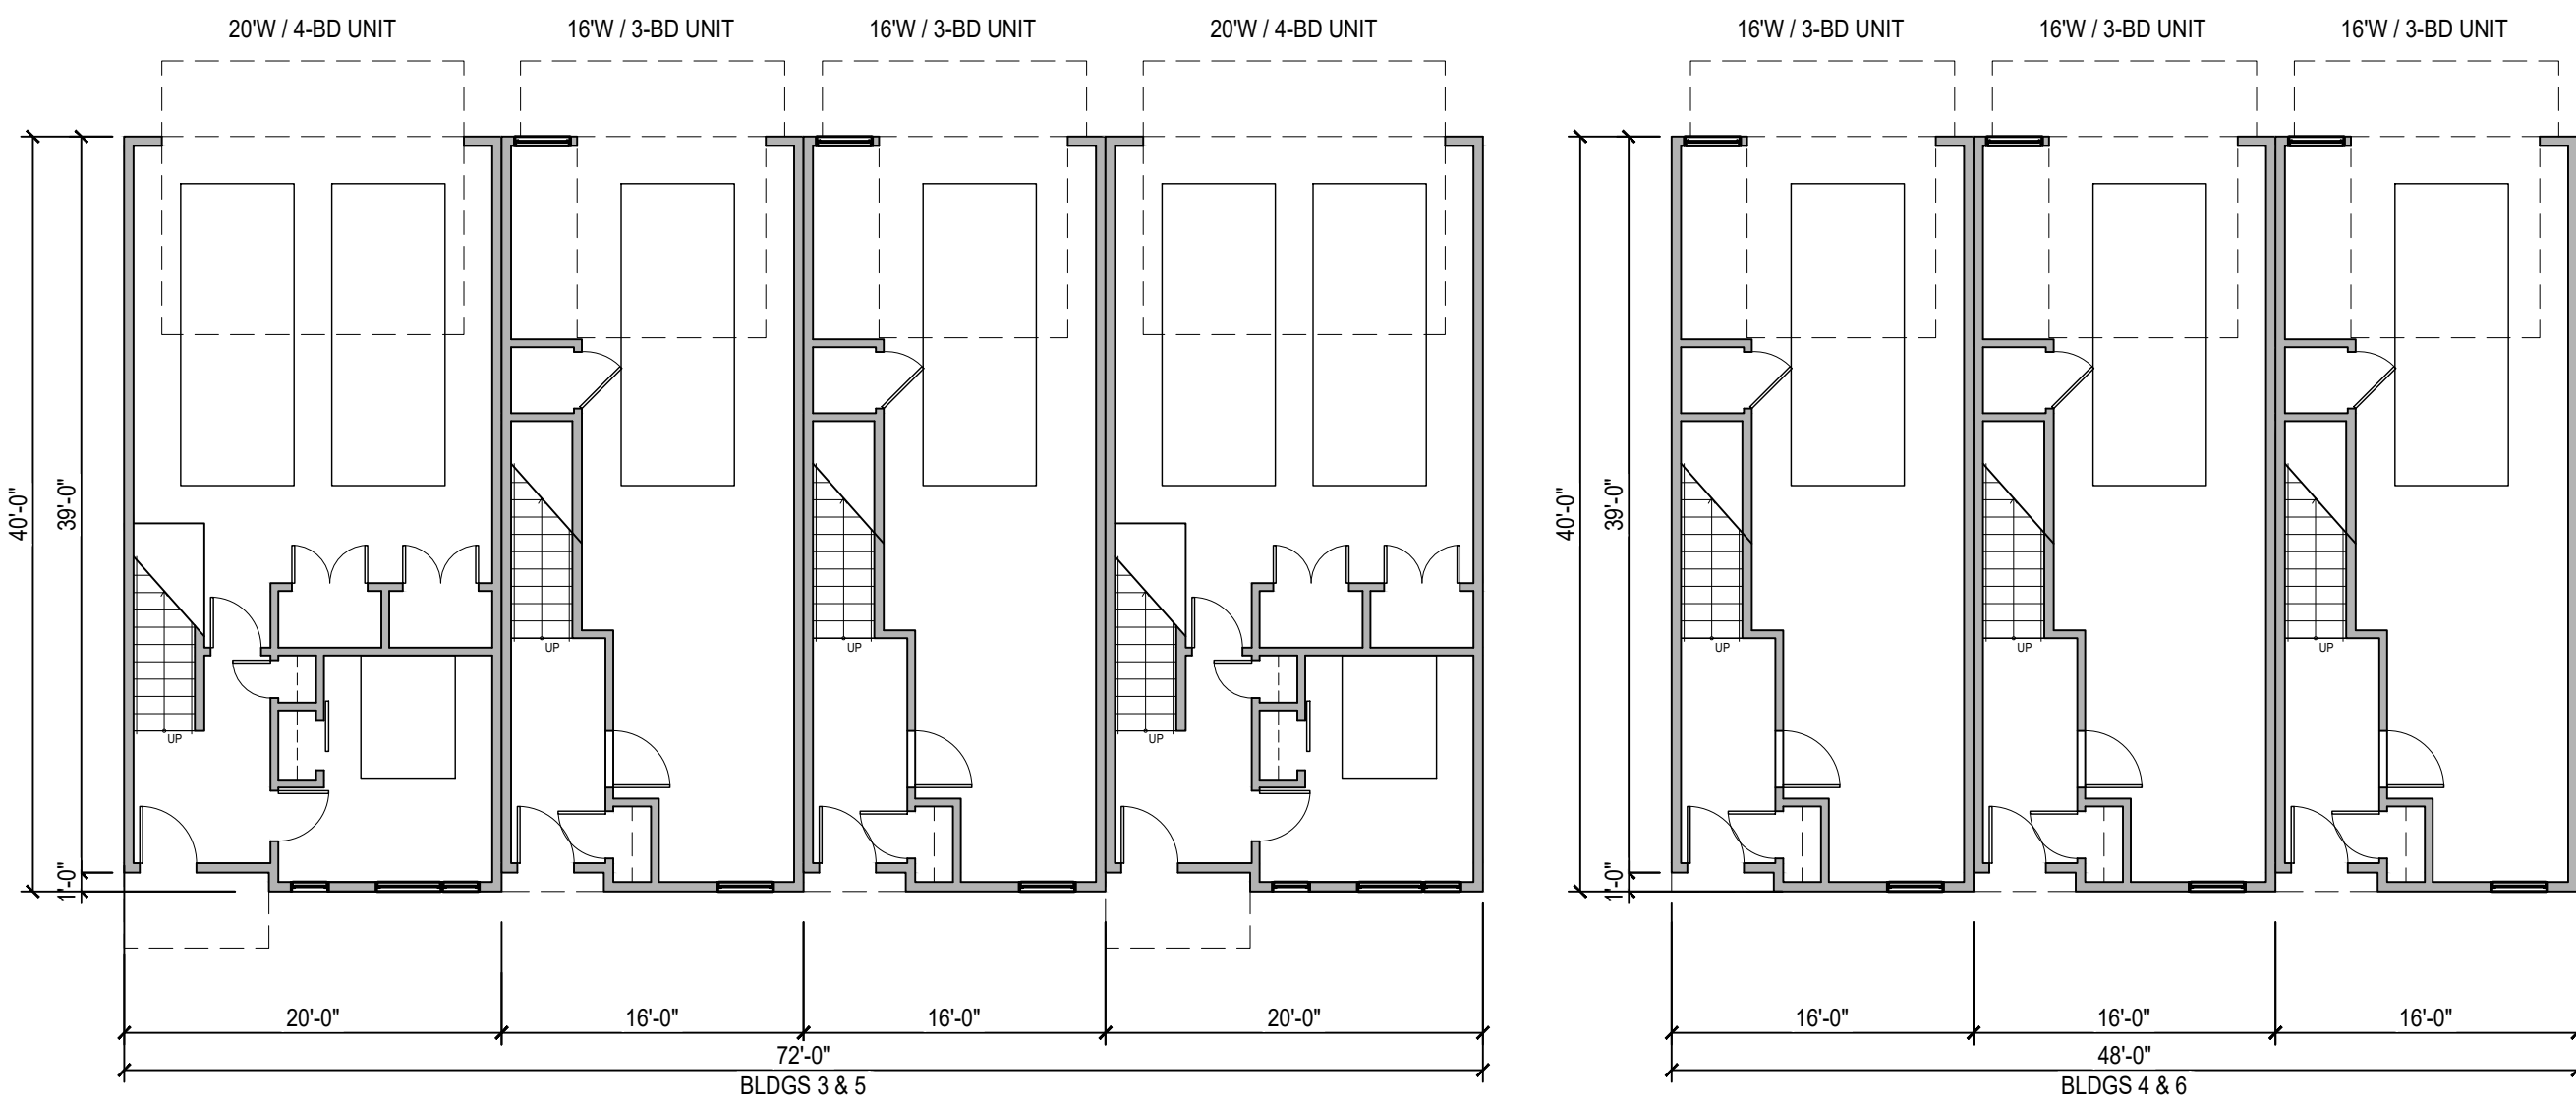 20'W / 4-BD UNIT 16'W / 3-BD UNIT 16'W / 3-BD UNIT 20'W / 4-BD UNIT
40'-0" 39'-0" 1'-0"
UP UP UP UP
20'-0" 16'-0" 16'-0" 20'-0"
72'-0"
BLDGS 3 & 5
16'W / 3-BD UNIT 16'W / 3-BD UNIT 16'W / 3-BD UNIT
40'-0" 39'-0" 1'-0"
UP UP UP
16'-0" 16'-0" 16'-0"
48'-0"
BLDGS 4 & 6